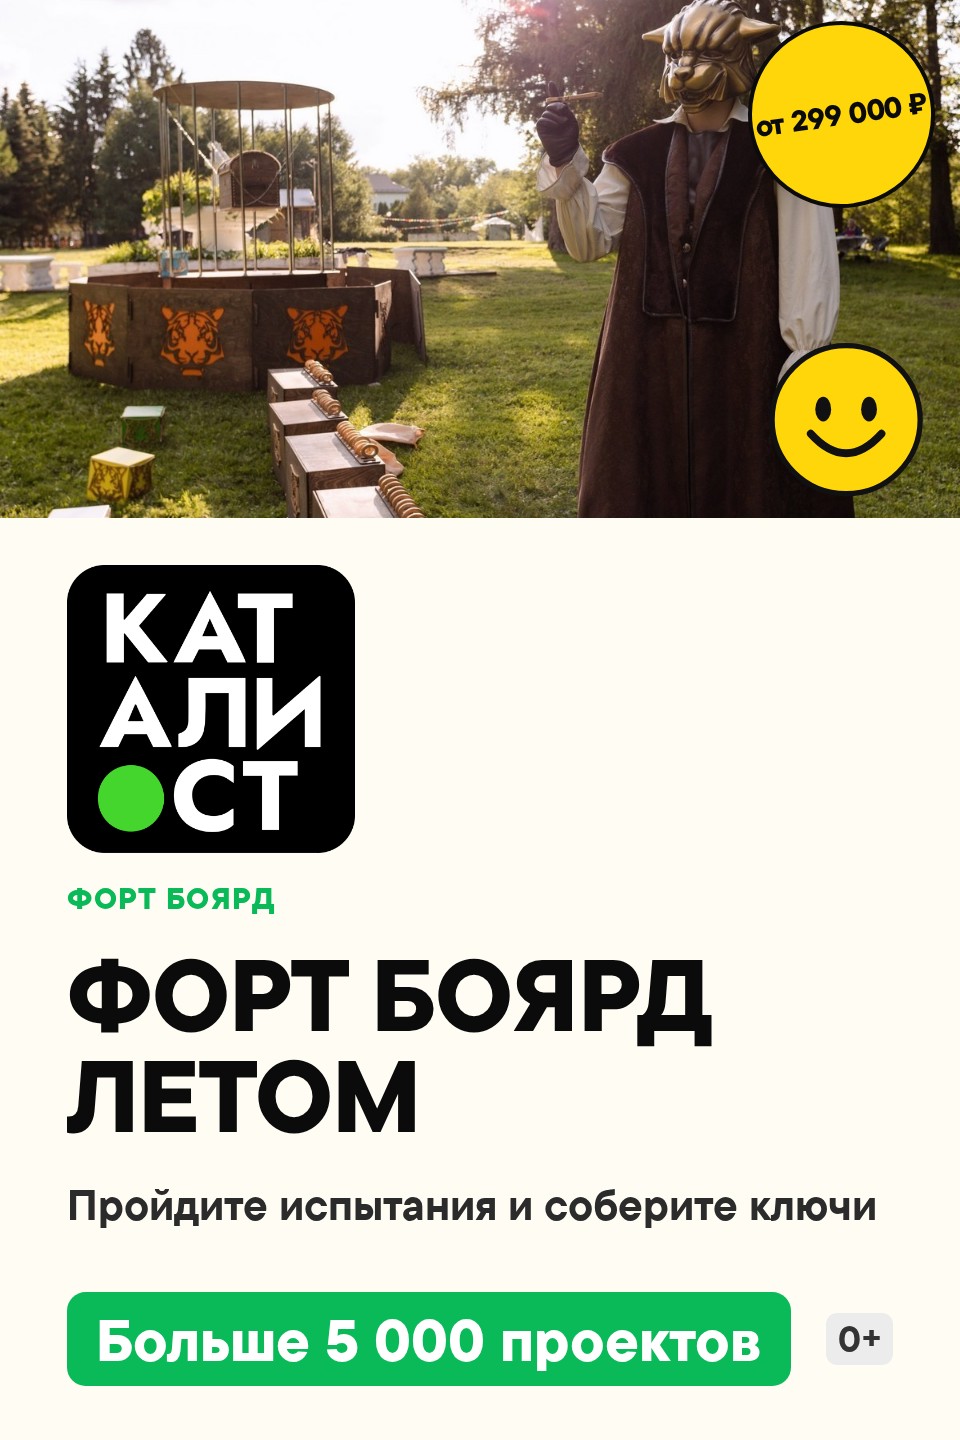 от 299 000 ₽
КАТ
АЛИ
СТ
ФОРТ БОЯРД
ФОРТ БОЯРД
ЛЕТОМ
Пройдите испытания и соберите ключи
Больше 5 000 проектов
0+